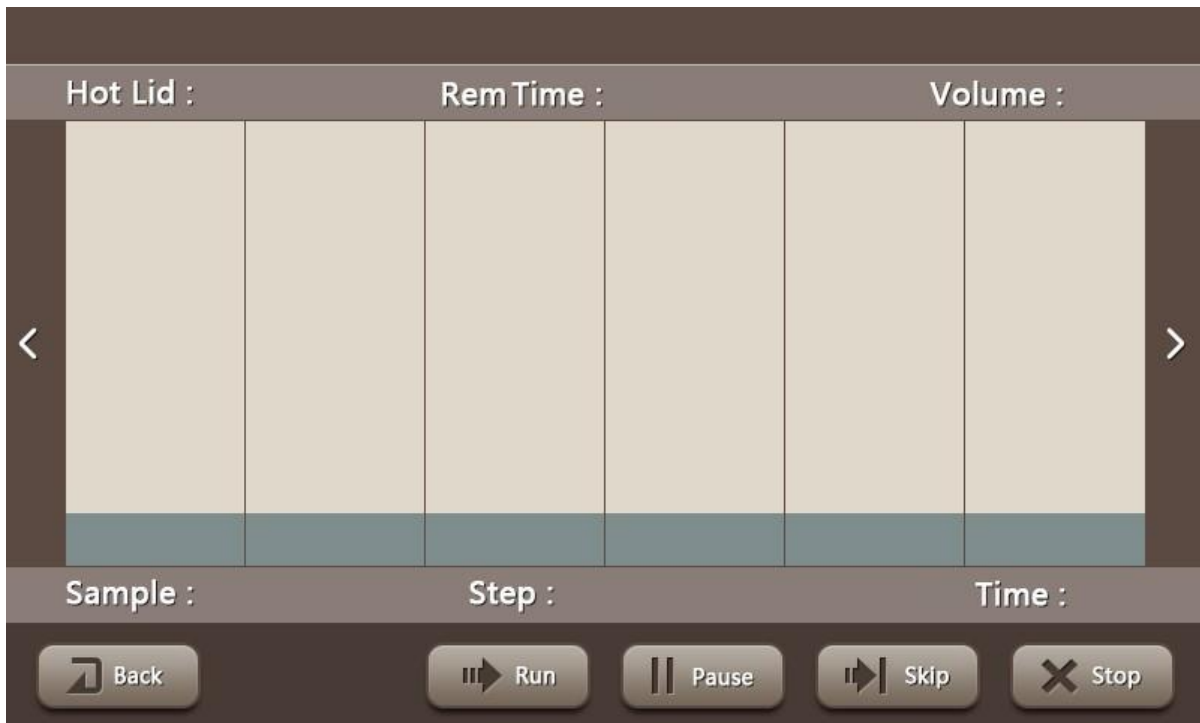 Hot Lid : Rem Time : Volume :
Sample : Step : Time :
Back Run Pause Skip Stop